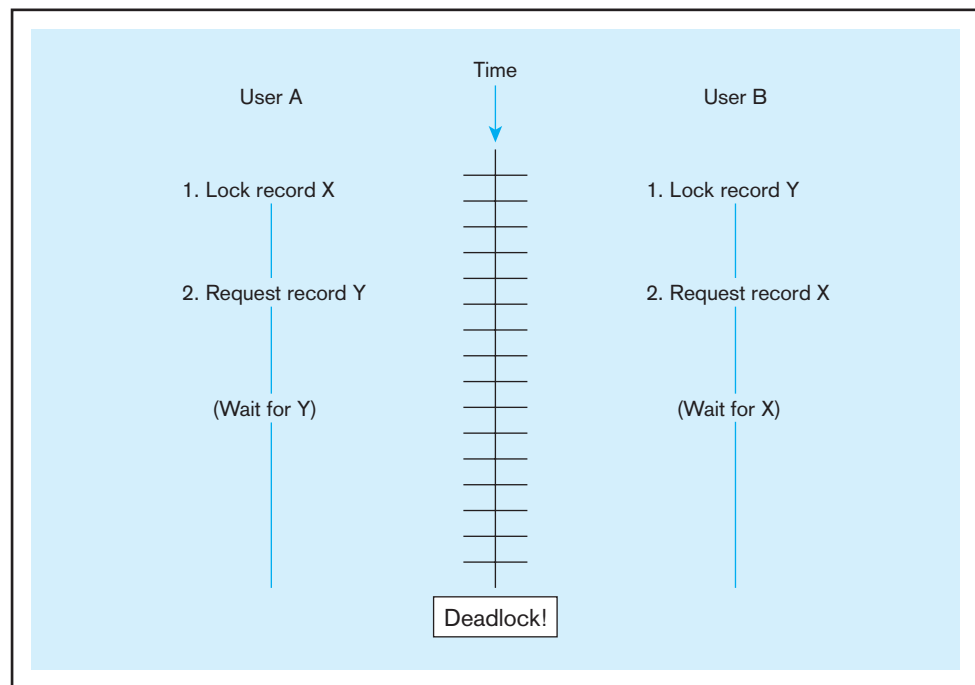 Time
User A
User B
1. Lock record X
1. Lock record Y
2. Request record Y
2. Request record X
(Wait for Y)
(Wait for X)
Deadlock!